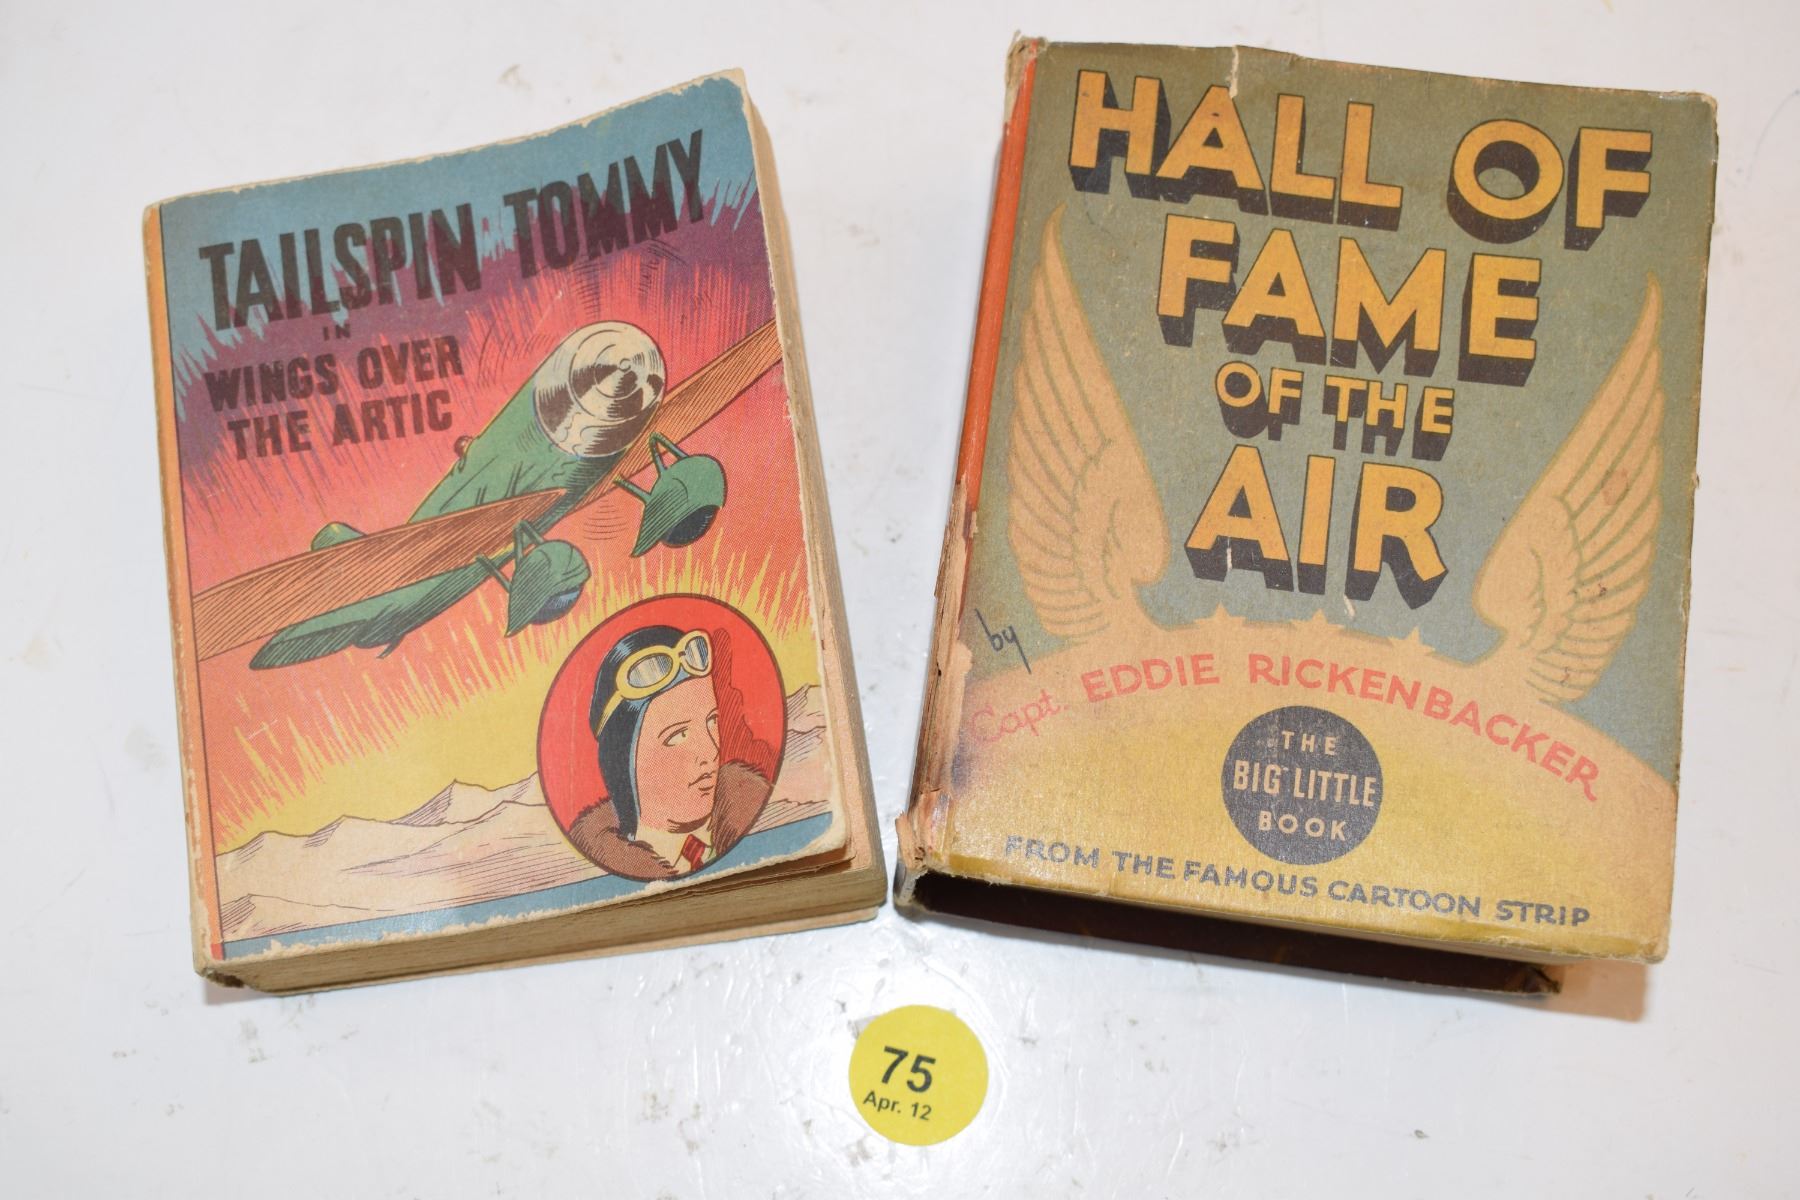 TAILSPIN TOMMY
IN
WINGS OVER
THE ARTIC
HALL OF
FAME
OF THE
AIR
by
Capt. EDDIE RICKENBACKER
THE
BIG LITTLE
BOOK
FROM THE FAMOUS CARTOON STRIP
75
Apr. 12